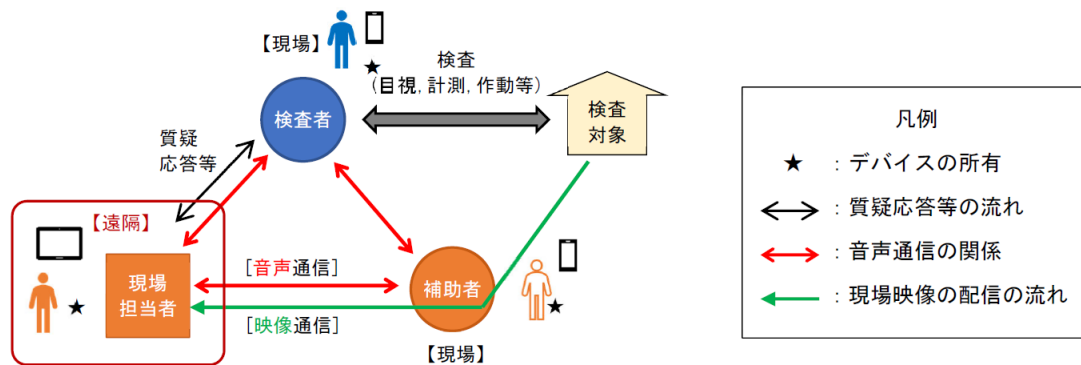 【現場】
検査
(目視,計測,作動等)
検査者
検査
対象
質疑
応答等
【遠隔】
現場
担当者
[音声通信]
[映像通信]
補助者
【現場】
凡例
★ : デバイスの所有
: 質疑応答等の流れ
: 音声通信の関係
: 現場映像の配信の流れ